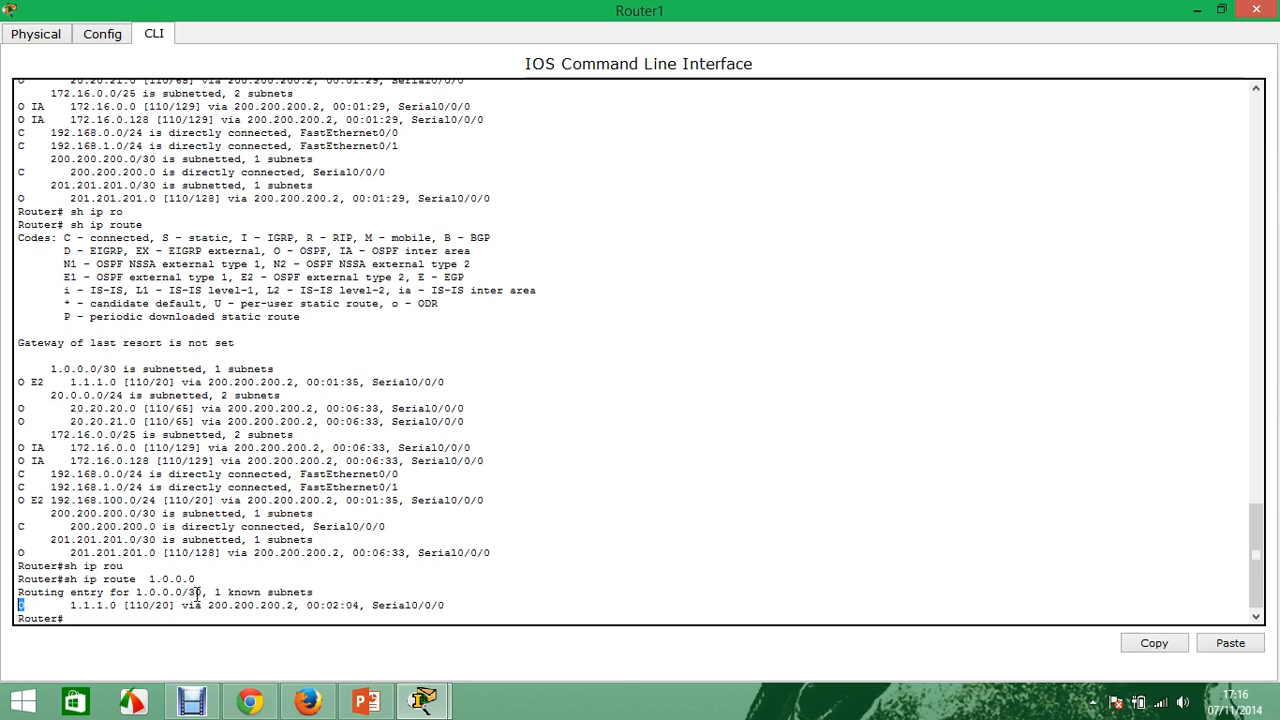 Router1
Physical Config CLI
IOS Command Line Interface
O 20.20.21.0 [110/65] via 200.200.200.2, 00:01:29, Serial0/0/0
172.16.0.0/25 is subnetted, 2 subnets
O IA 172.16.0.0 [110/129] via 200.200.200.2, 00:01:29, Serial0/0/0
O IA 172.16.0.128 [110/129] via 200.200.200.2, 00:01:29, Serial0/0/0
C 192.168.0.0/24 is directly connected, FastEthernet0/0
C 192.168.1.0/24 is directly connected, FastEthernet0/1
200.200.200.0/30 is subnetted, 1 subnets
C 200.200.200.0 is directly connected, Serial0/0/0
201.201.201.0/30 is subnetted, 1 subnets
O 201.201.201.0 [110/128] via 200.200.200.2, 00:01:29, Serial0/0/0
Router# sh ip ro
Router# sh ip route
Codes: C - connected, S - static, I - IGRP, R - RIP, M - mobile, B - BGP
D - EIGRP, EX - EIGRP external, O - OSPF, IA - OSPF inter area
N1 - OSPF NSSA external type 1, N2 - OSPF NSSA external type 2
E1 - OSPF external type 1, E2 - OSPF external type 2, E - EGP
i - IS-IS, L1 - IS-IS level-1, L2 - IS-IS level-2, ia - IS-IS inter area
* - candidate default, U - per-user static route, o - ODR
P - periodic downloaded static route
Gateway of last resort is not set
1.0.0.0/30 is subnetted, 1 subnets
O E2 1.1.1.0 [110/20] via 200.200.200.2, 00:01:35, Serial0/0/0
20.0.0.0/24 is subnetted, 2 subnets
O 20.20.20.0 [110/65] via 200.200.200.2, 00:06:33, Serial0/0/0
O 20.20.21.0 [110/65] via 200.200.200.2, 00:06:33, Serial0/0/0
172.16.0.0/25 is subnetted, 2 subnets
O IA 172.16.0.0 [110/129] via 200.200.200.2, 00:06:33, Serial0/0/0
O IA 172.16.0.128 [110/129] via 200.200.200.2, 00:06:33, Serial0/0/0
C 192.168.0.0/24 is directly connected, FastEthernet0/0
C 192.168.1.0/24 is directly connected, FastEthernet0/1
O E2 192.168.100.0/24 [110/20] via 200.200.200.2, 00:01:35, Serial0/0/0
200.200.200.0/30 is subnetted, 1 subnets
C 200.200.200.0 is directly connected, Serial0/0/0
201.201.201.0/30 is subnetted, 1 subnets
O 201.201.201.0 [110/128] via 200.200.200.2, 00:06:33, Serial0/0/0
Router#sh ip rou
Router#sh ip route 1.0.0.0
Routing entry for 1.0.0.0/30, 1 known subnets
O 1.1.1.0 [110/20] via 200.200.200.2, 00:02:04, Serial0/0/0
Router#
Copy Paste
17:16
07/11/2014